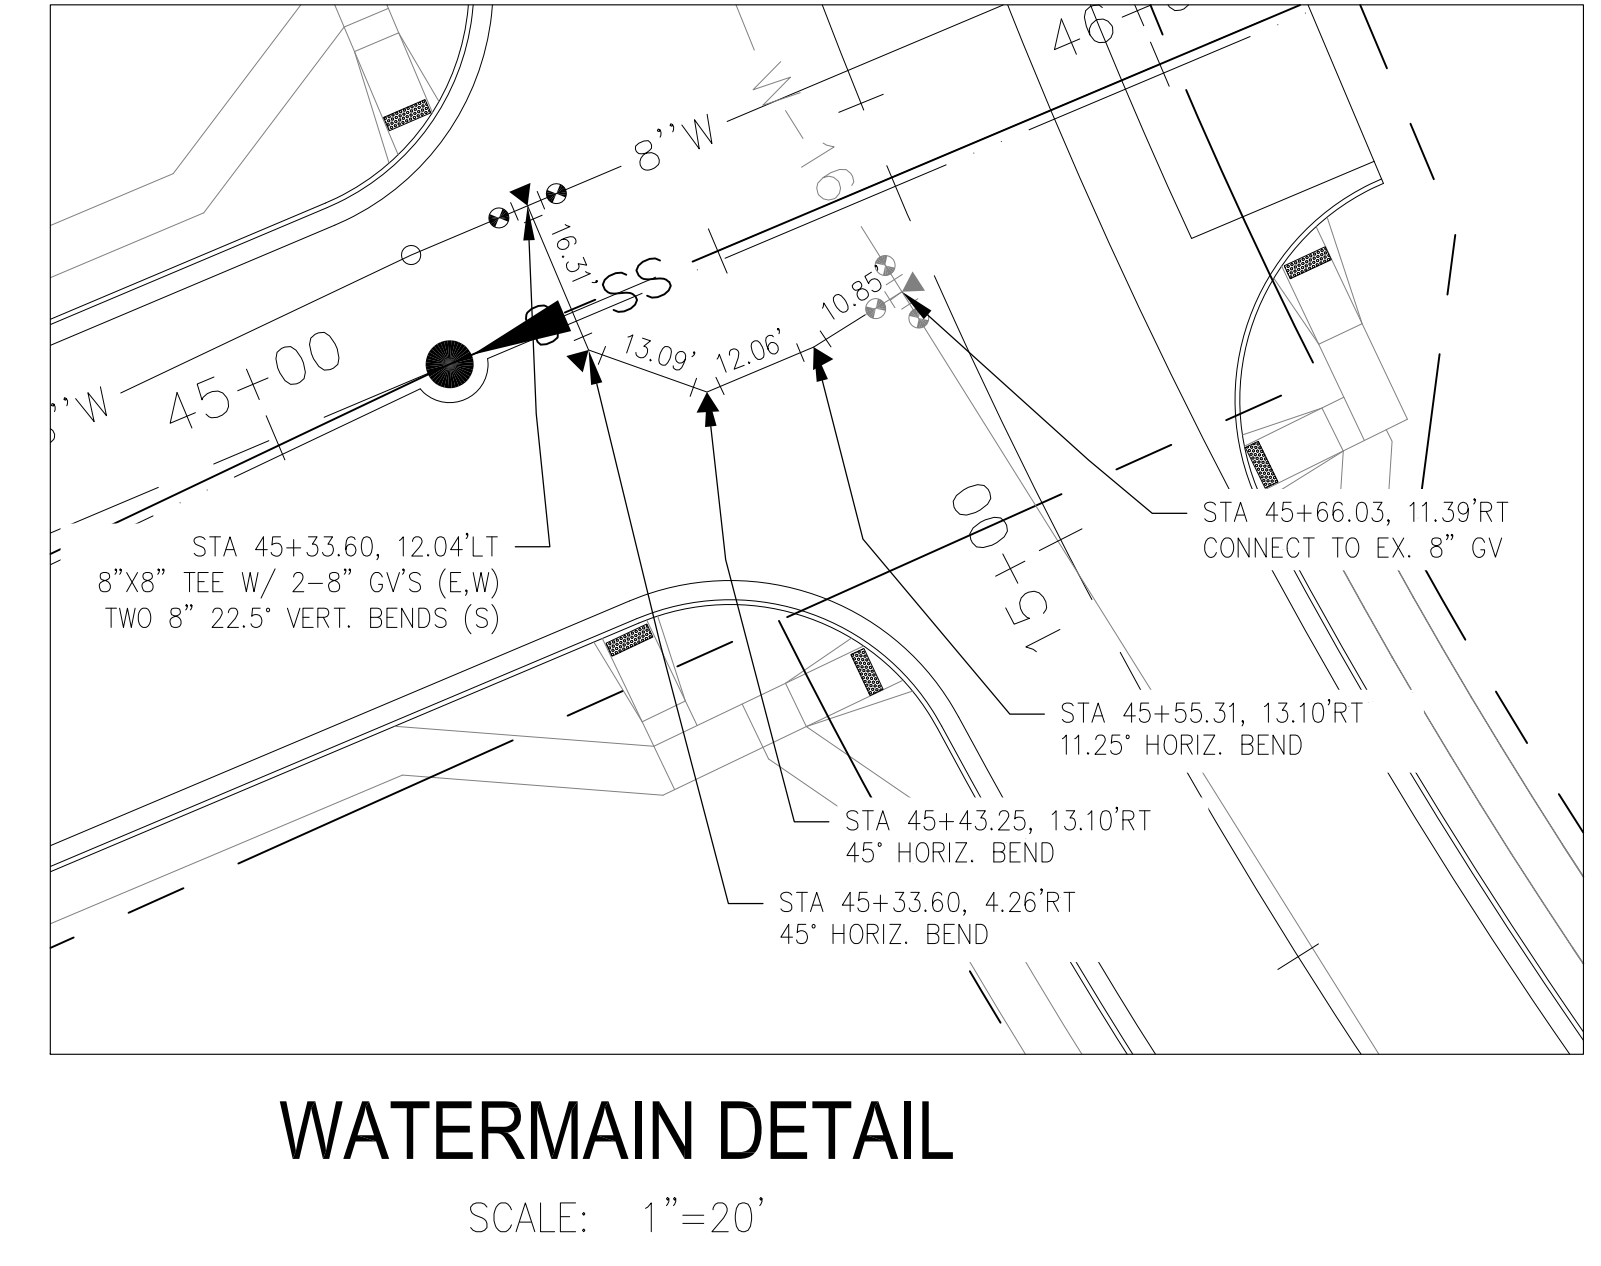 46+
W
16
8''W
16.31'
SS
10.85'
13.09'
12.06'
45+00
''W
STA 45+33.60, 12.04'LT
8"X8" TEE W/ 2-8" GV'S (E,W)
TWO 8" 22.5° VERT. BENDS (S)
STA 45+66.03, 11.39'RT
CONNECT TO EX. 8" GV
15+00
STA 45+55.31, 13.10'RT
11.25° HORIZ. BEND
STA 45+43.25, 13.10'RT
45° HORIZ. BEND
STA 45+33.60, 4.26'RT
45° HORIZ. BEND
WATERMAIN DETAIL
SCALE: 1"=20'